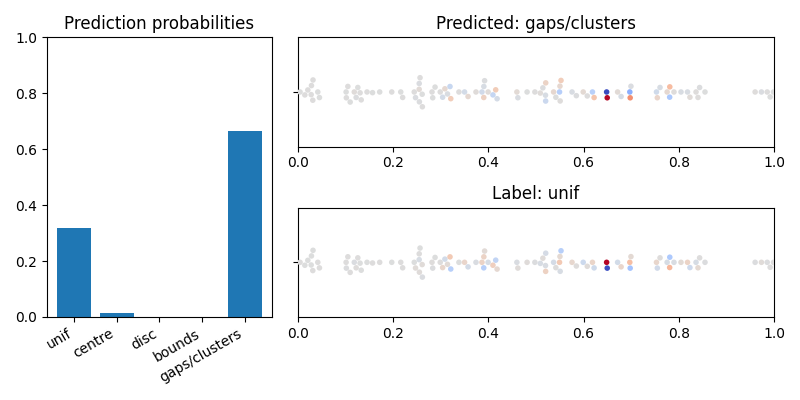 Prediction probabilities
1.0
0.8
0.6
0.4
0.2
0.0
unif
centre
disc
bounds
gaps/clusters
Predicted: gaps/clusters
0.0 0.2 0.4 0.6 0.8 1.0
Label: unif
0.0 0.2 0.4 0.6 0.8 1.0